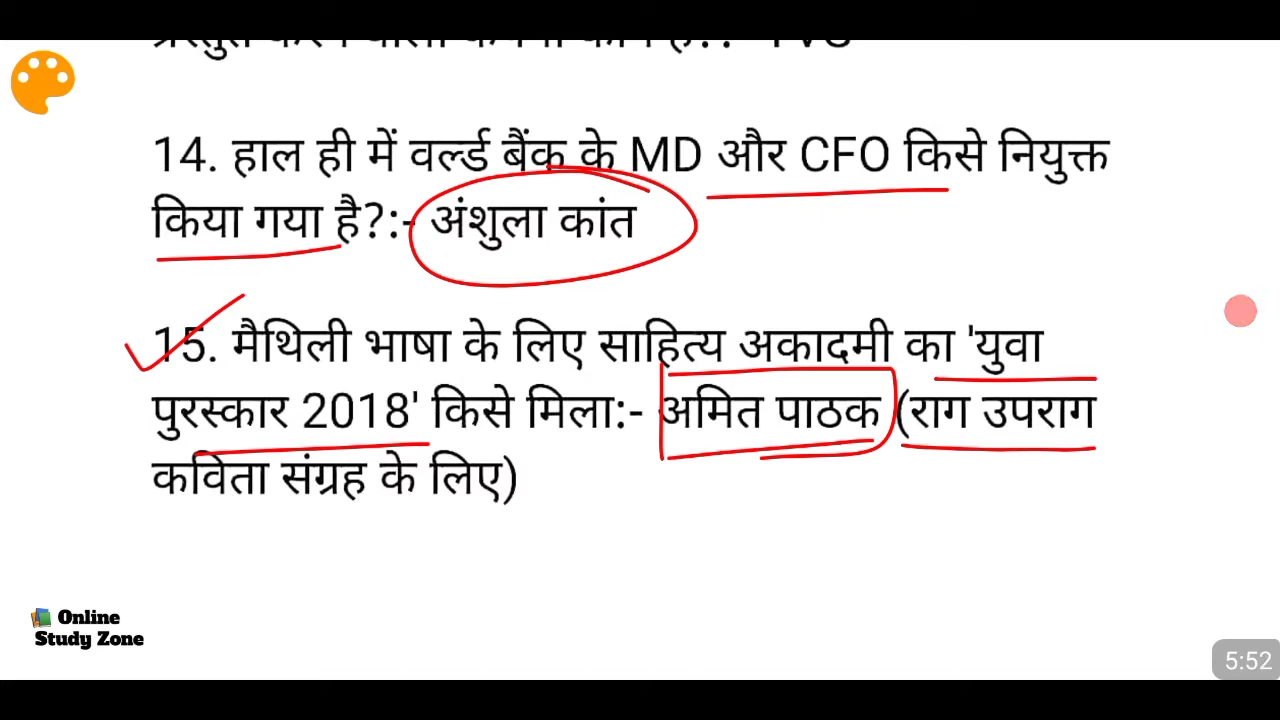 14. हाल ही में वर्ल्ड बैंक के MD और CFO किसे नियुक्त
किया गया है?:- अंशुला कांत
15. मैथिली भाषा के लिए साहित्य अकादमी का 'युवा
पुरस्कार 2018' किसे मिला:- अमित पाठक (राग उपराग
कविता संग्रह के लिए)
Online
Study Zone
5:52